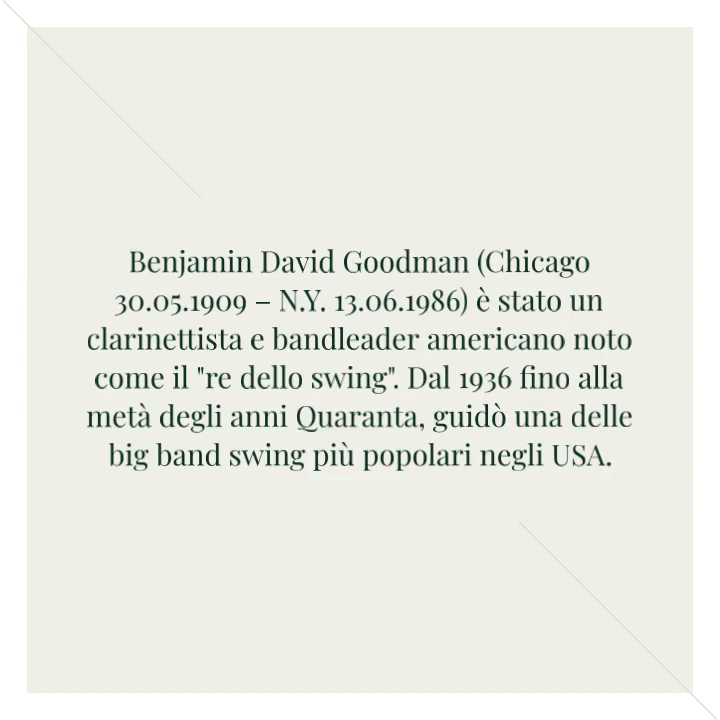 Benjamin David Goodman (Chicago
30.05.1909 – N.Y. 13.06.1986) è stato un
clarinettista e bandleader americano noto
come il "re dello swing". Dal 1936 fino alla
metà degli anni Quaranta, guidò una delle
big band swing più popolari negli USA.